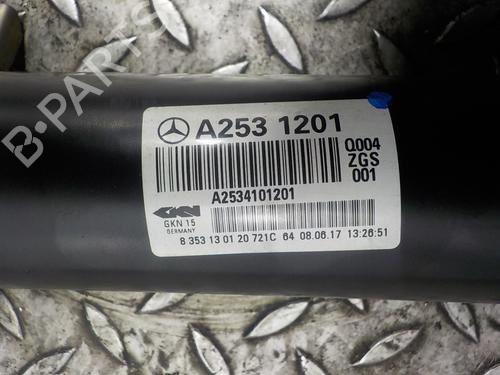 B-PARTS
A253 1201
Q004
ZGS
001
A2534101201
GKN
GKN 15
GERMANY
8 353 13 01 20 721C 64 08.06.17 13:26:51